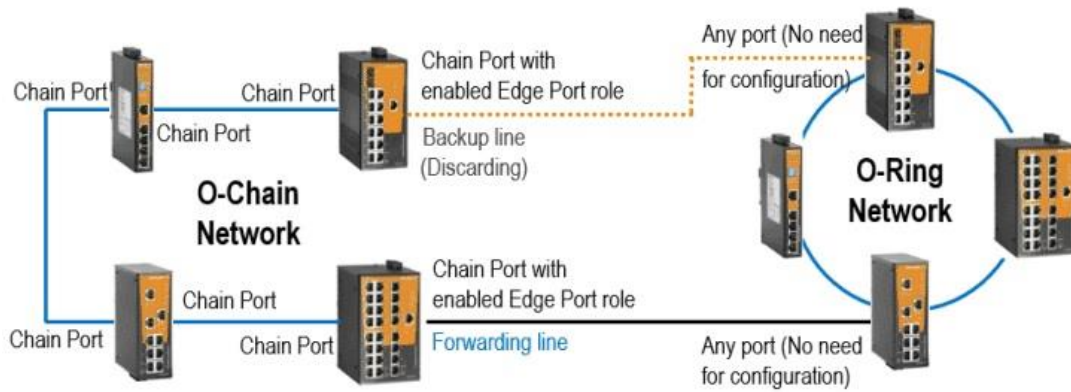 Chain Port
Chain Port
Chain Port
Chain Port with
enabled Edge Port role
Any port (No need
for configuration)
Backup line
(Discarding)
O-Chain
Network
O-Ring
Network
Chain Port
Chain Port
Chain Port
Chain Port with
enabled Edge Port role
Forwarding line
Any port (No need
for configuration)